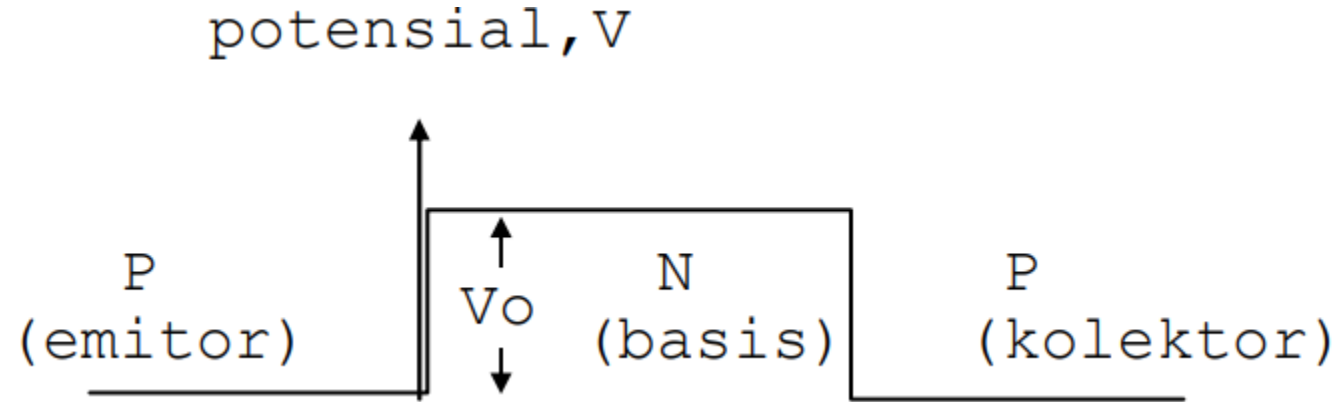 potensial,V
P
(emitor)
Vo
N
(basis)
P
(kolektor)